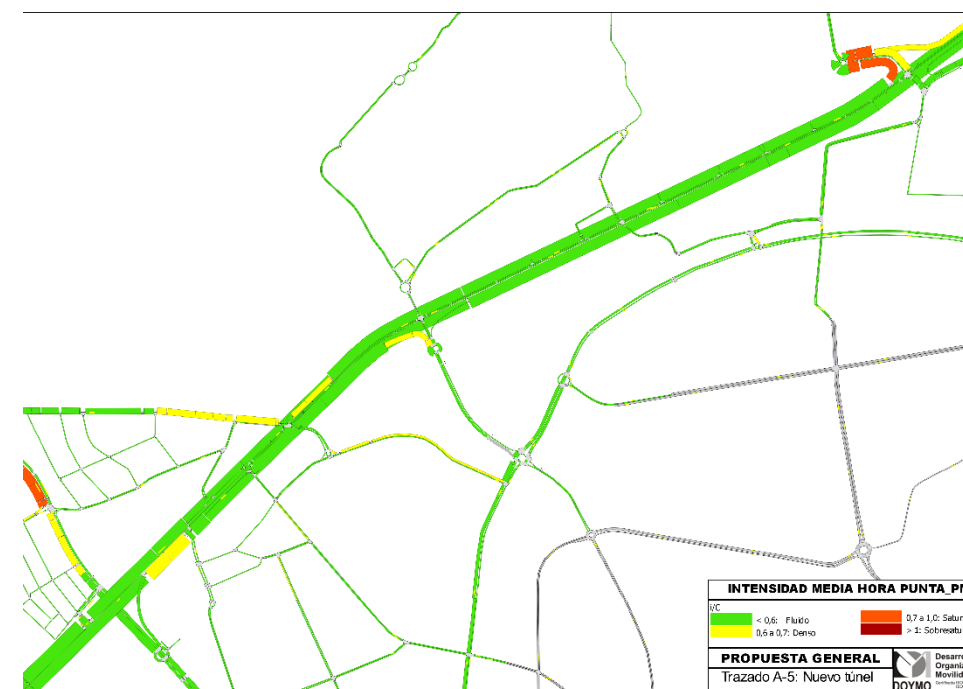 INTENSIDAD MEDIA HORA PUNTA_PM
I/C
< 0,6: Fluido
0,6 a 0,7: Denso
0,7 a 1,0: Satur
> 1: Sobresatu
PROPUESTA GENERAL
Trazado A-5: Nuevo túnel
DOYMO
Desarro
Organiz
Movilid